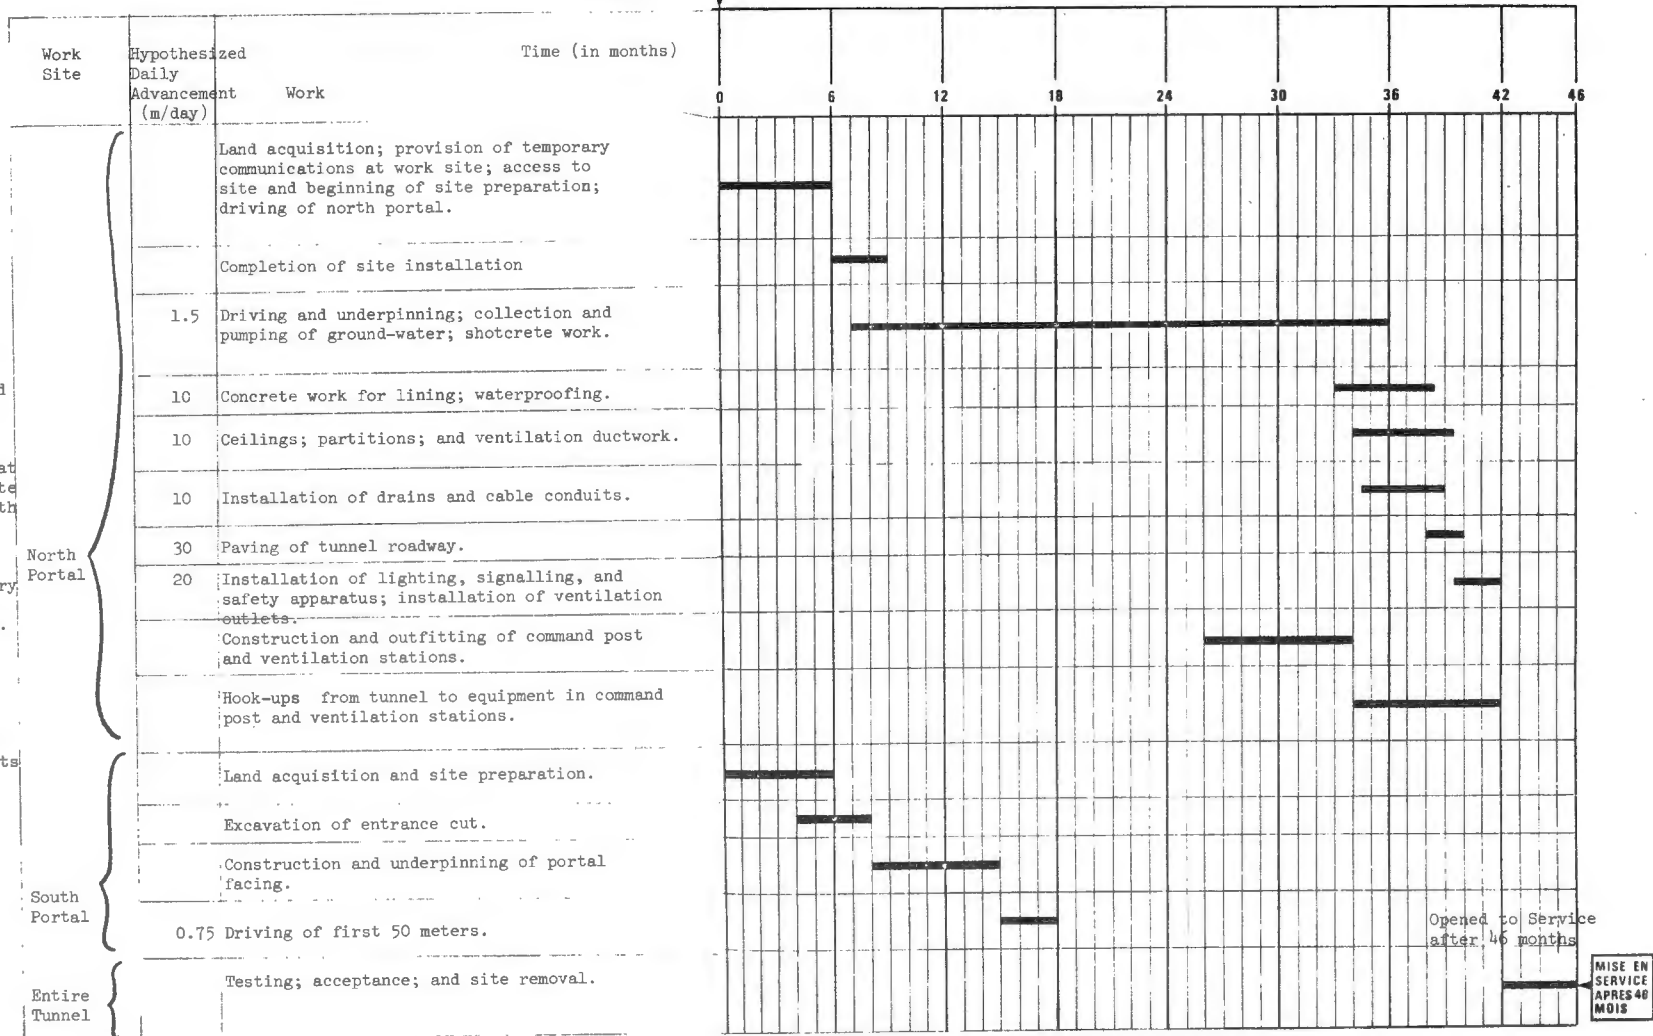 Work
Site
Hypothesized
Daily
Advancement
(m/day)
Work
Time (in months)
0 6 12 18 24 30 36 42 46
North
Portal
Land acquisition; provision of temporary
communications at work site; access to
site and beginning of site preparation;
driving of north portal.
Completion of site installation
1.5 Driving and underpinning; collection and
pumping of ground-water; shotcrete work.
10 Concrete work for lining; waterproofing.
10 Ceilings; partitions; and ventilation ductwork.
10 Installation of drains and cable conduits.
30 Paving of tunnel roadway.
20 Installation of lighting, signalling, and
safety apparatus; installation of ventilation
outlets.
Construction and outfitting of command post
and ventilation stations.
Hook-ups from tunnel to equipment in command
post and ventilation stations.
South
Portal
Land acquisition and site preparation.
Excavation of entrance cut.
Construction and underpinning of portal
facing.
0.75 Driving of first 50 meters.
Opened to Service
after 46 months
Entire
Tunnel
Testing; acceptance; and site removal.
MISE EN
SERVICE
APRES 46
MOIS